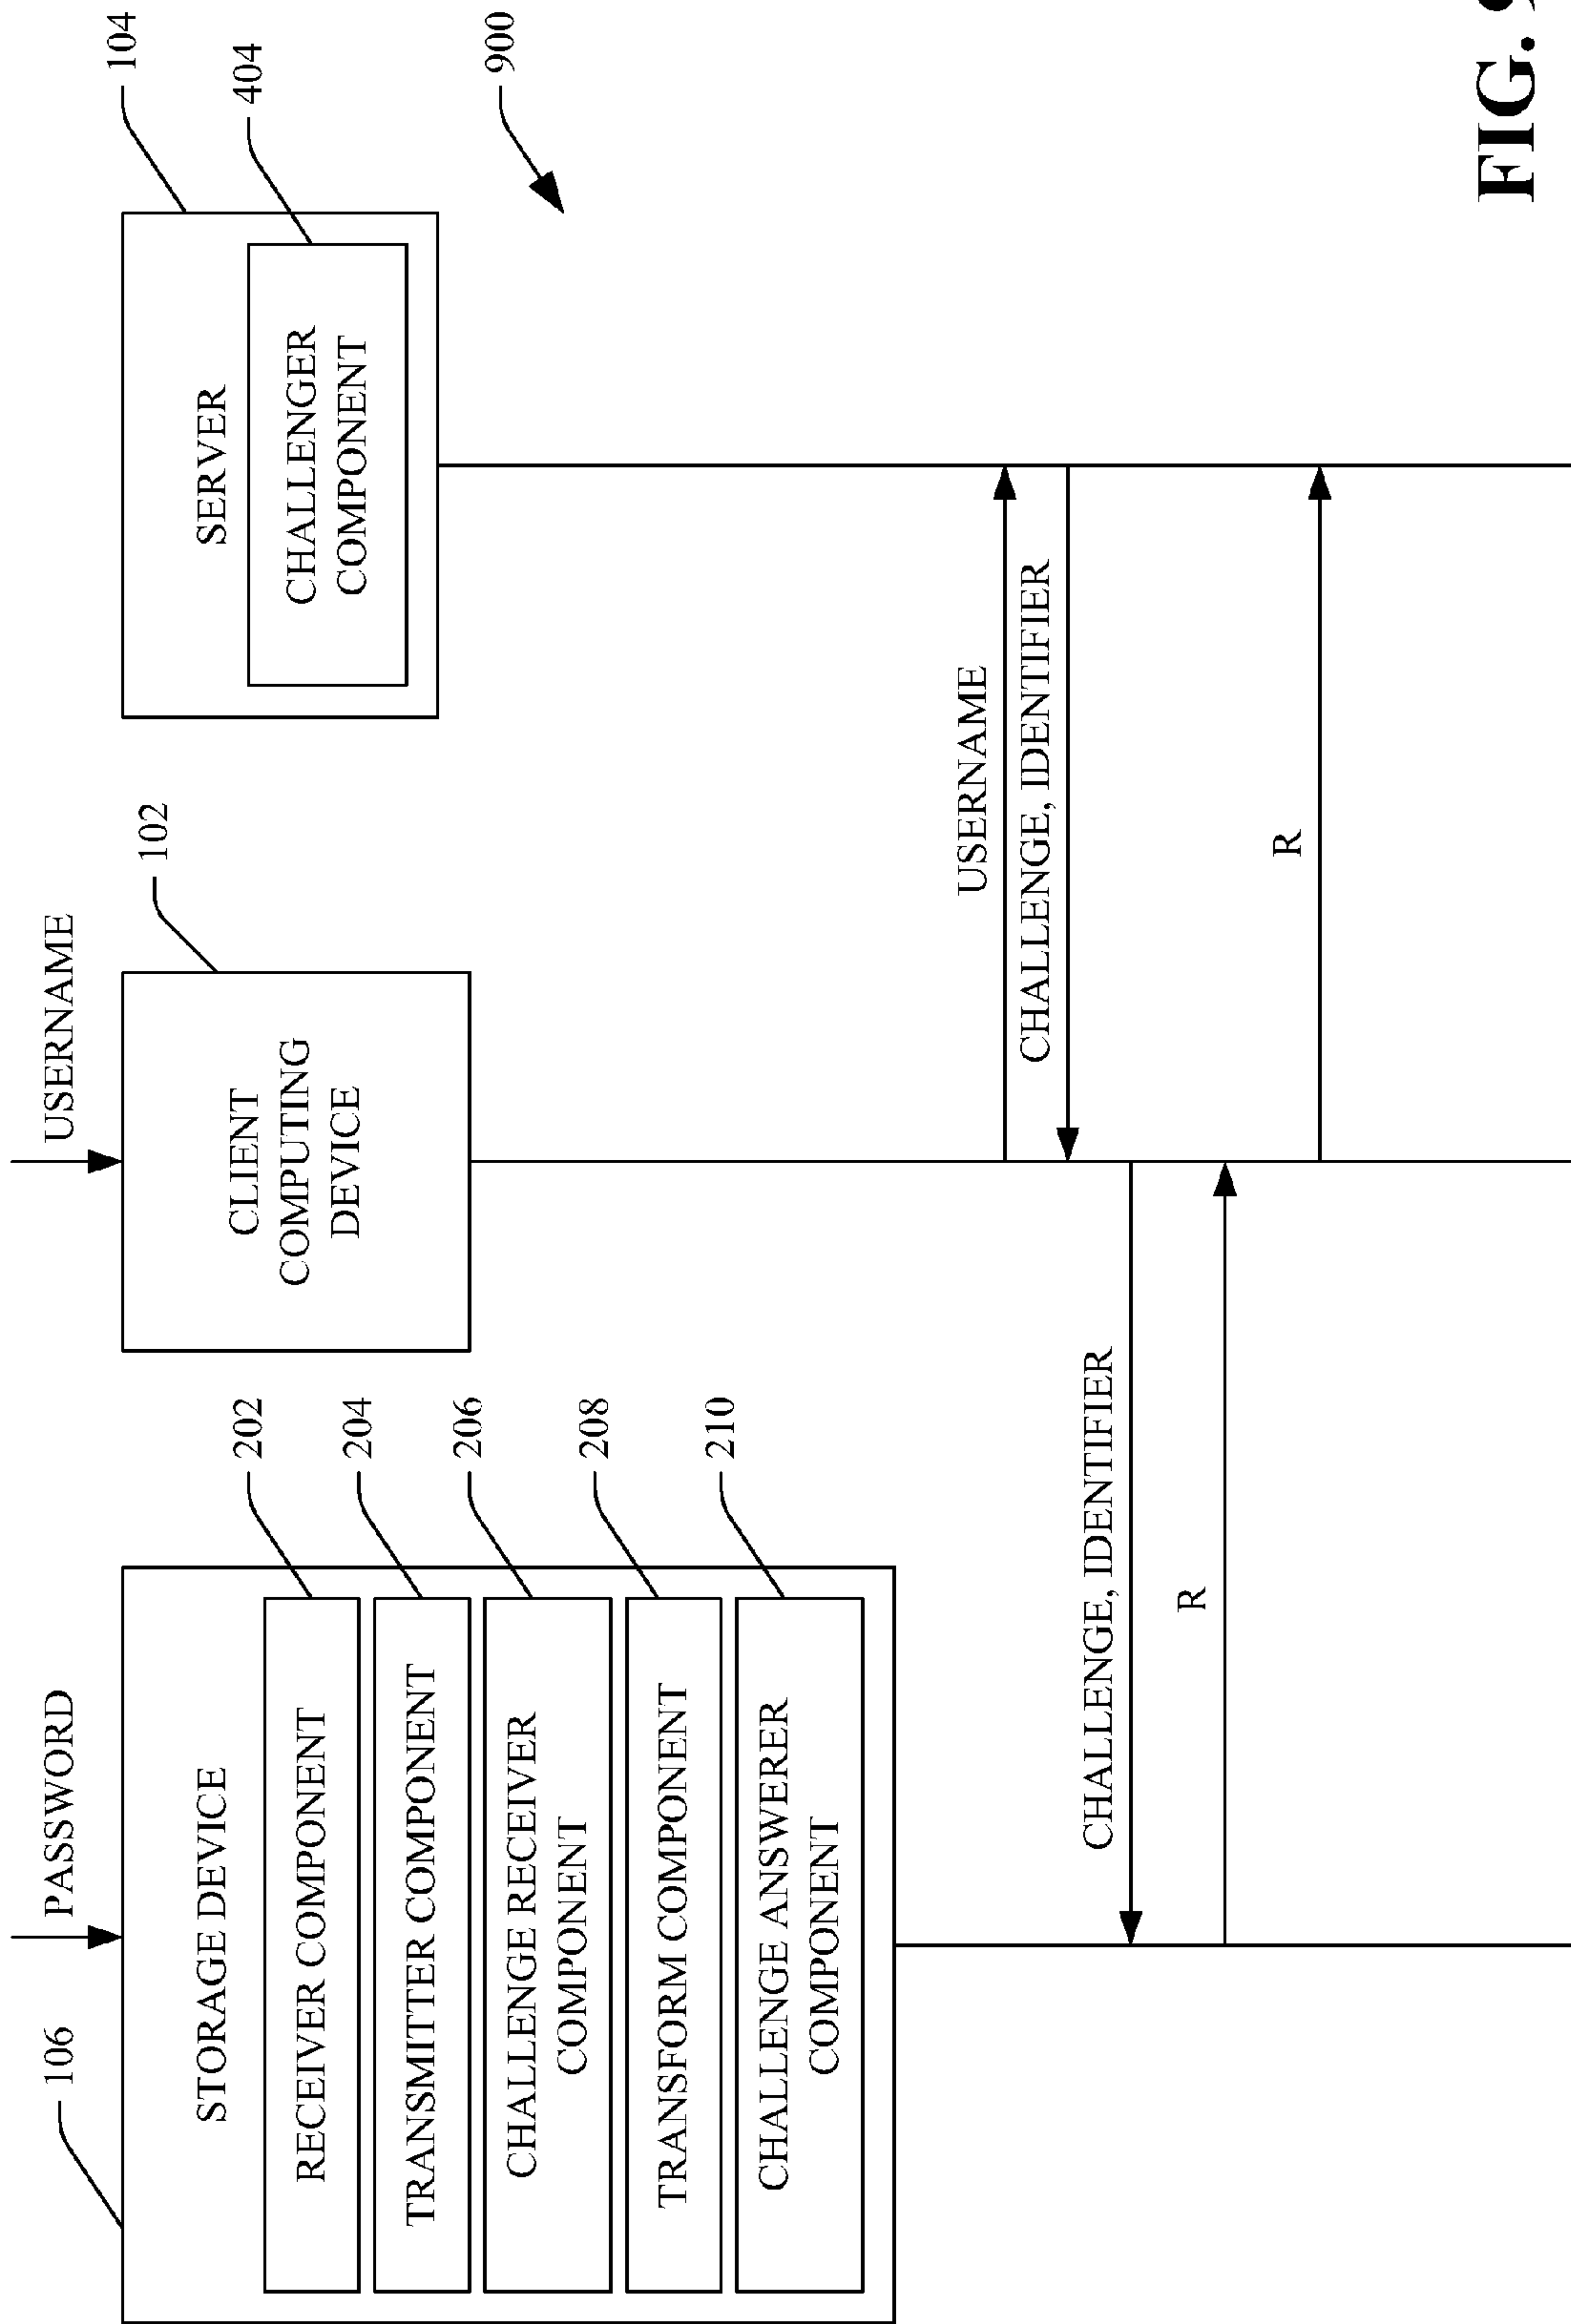 PASSWORD
USERNAME
106
STORAGE DEVICE
RECEIVER COMPONENT
TRANSMITTER COMPONENT
CHALLENGE RECEIVER
COMPONENT
TRANSFORM COMPONENT
CHALLENGE ANSWERER
COMPONENT
202
204
206
208
210
CLIENT
COMPUTING
DEVICE
102
SERVER
CHALLENGER
COMPONENT
104
404
900
USERNAME
CHALLENGE, IDENTIFIER
CHALLENGE, IDENTIFIER
R
R
FIG.